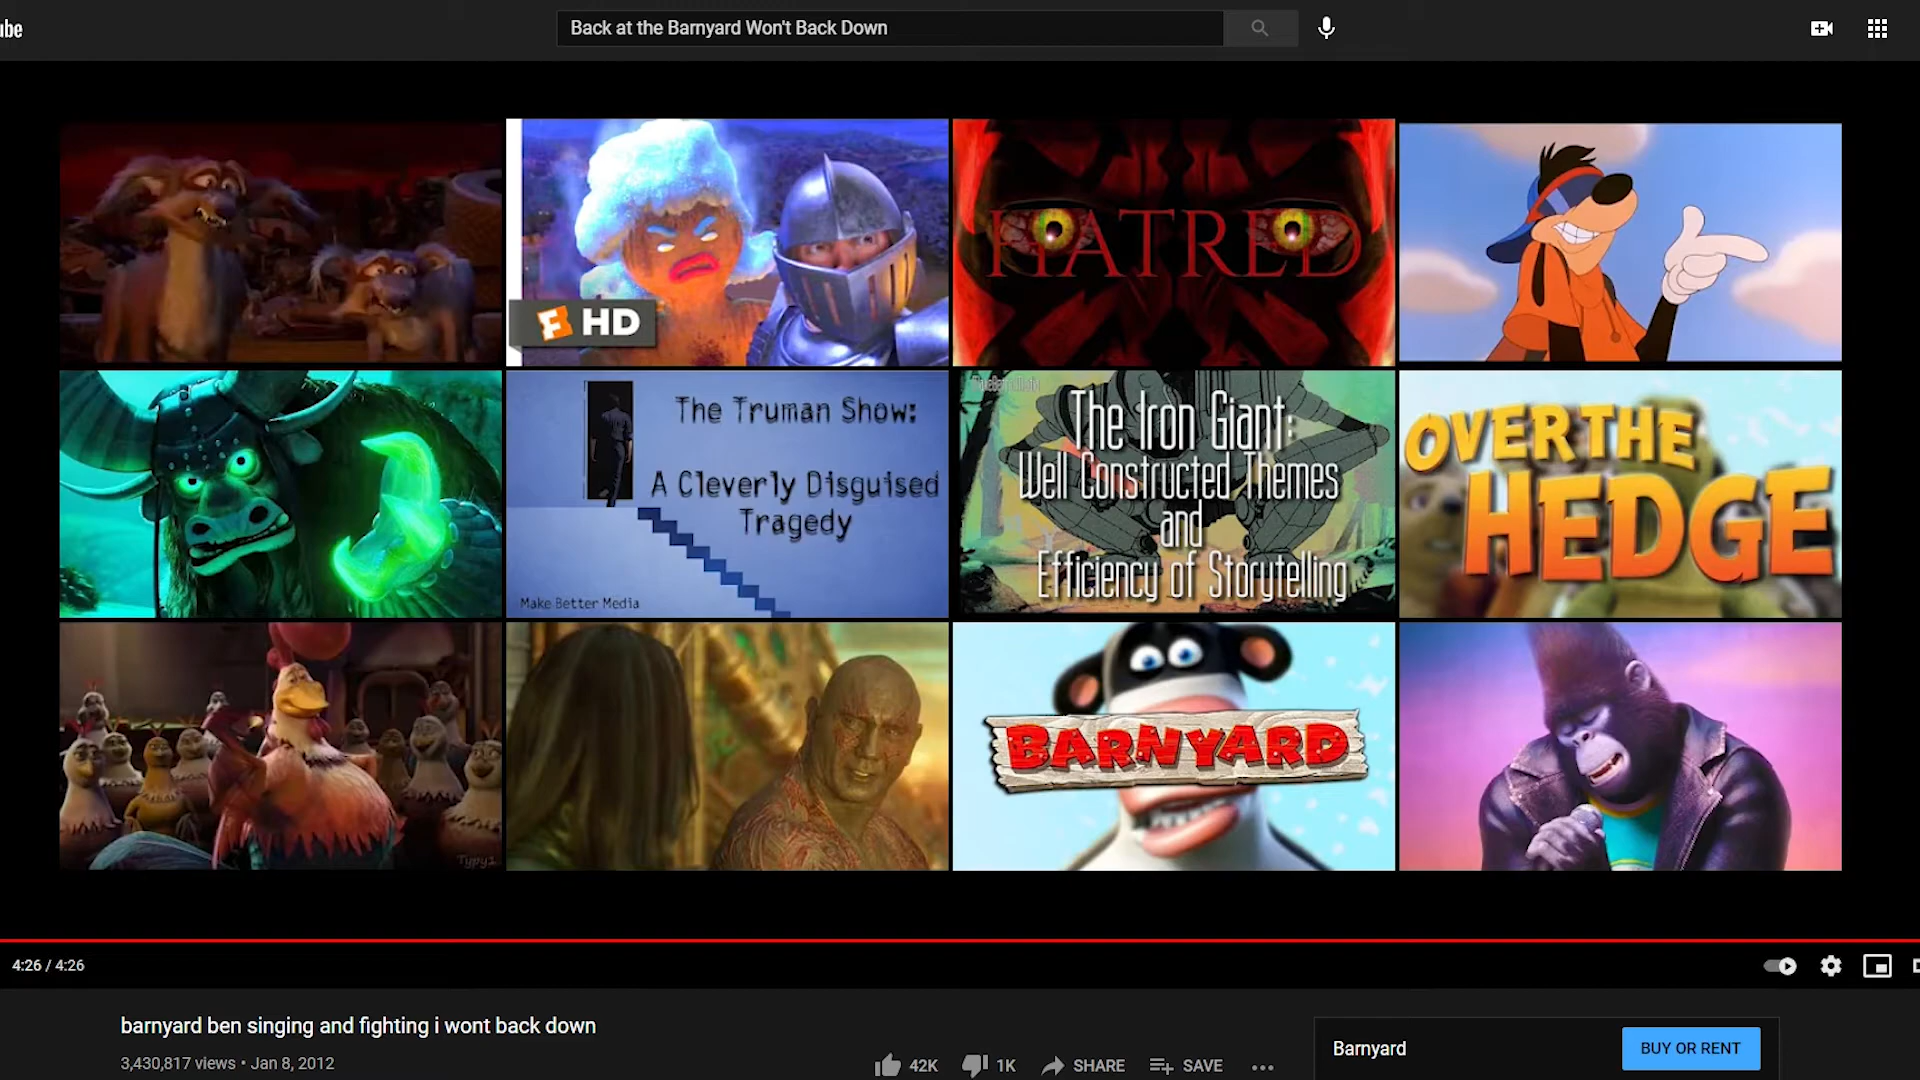 ube
Back at the Barnyard Won't Back Down
F HD
HATRED
The Truman Show:
A Cleverly Disguised
Tragedy
Make Better Media
The Iron Giant:
Well Constructed Themes
and
Efficiency of Storytelling
OVER THE
HEDGE
Typy1
BARNYARD
4:26 / 4:26
barnyard ben singing and fighting i wont back down
3,430,817 views • Jan 8, 2012
42K
1K
SHARE
SAVE
Barnyard
BUY OR RENT